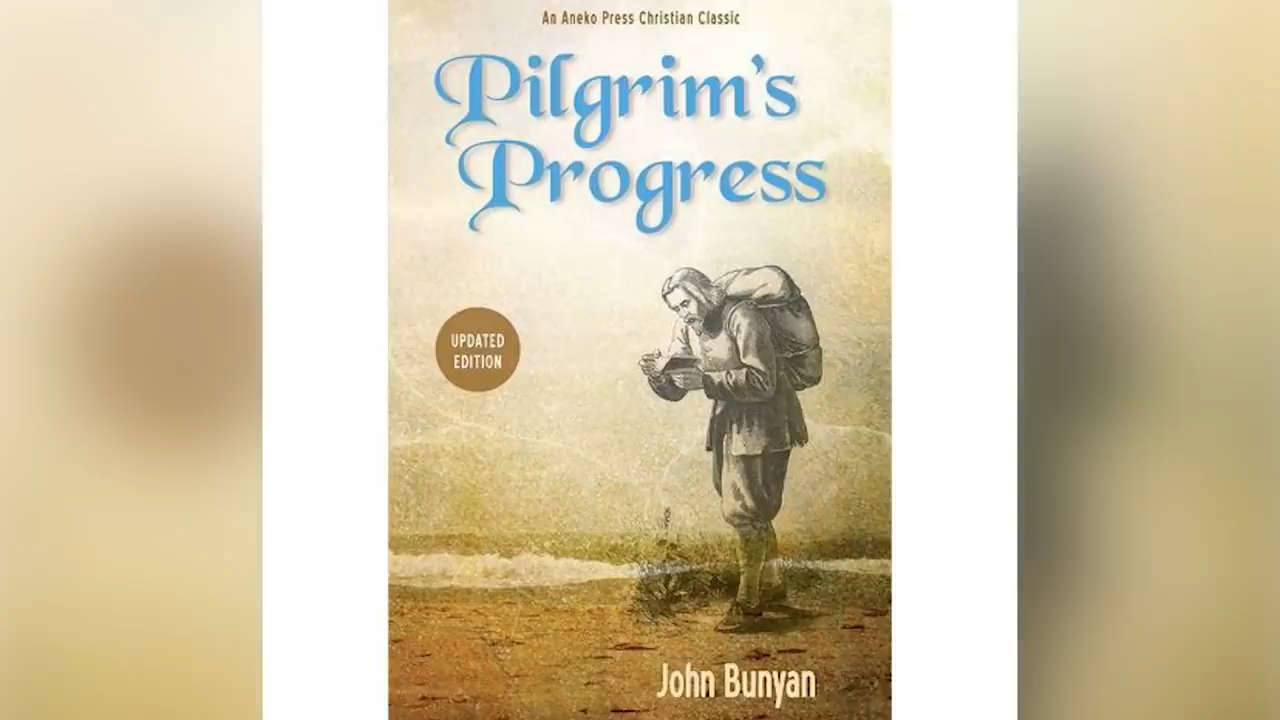 An Aneko Press Christian Classic
Pilgrim's
Progress
UPDATED
EDITION
John Bunyan